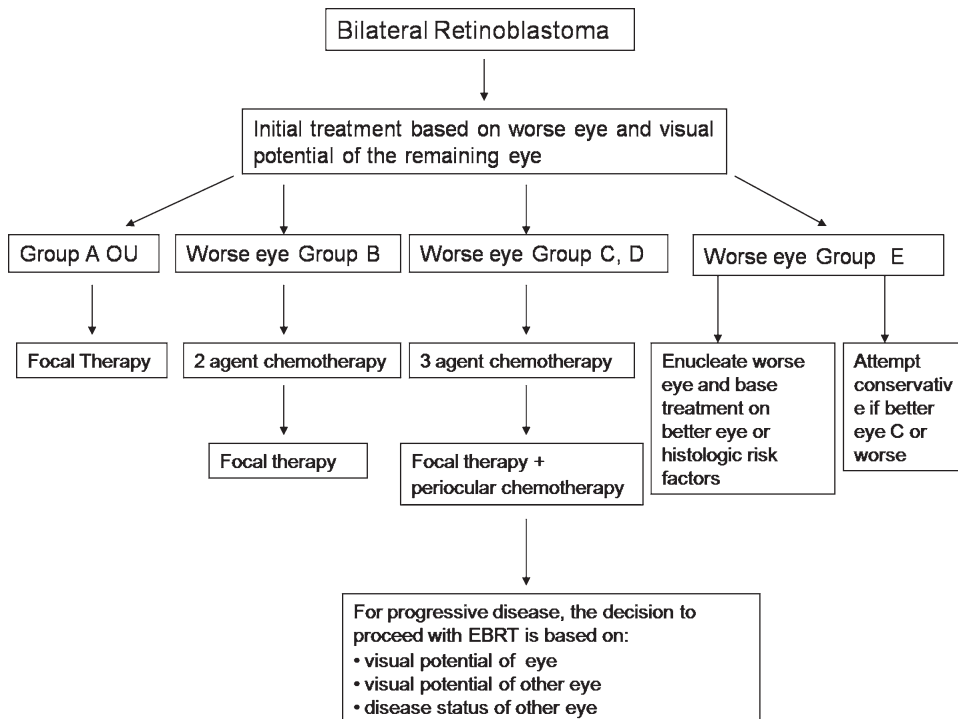 Bilateral Retinoblastoma
Initial treatment based on worse eye and visual
potential of the remaining eye
Group A OU
Worse eye Group B
Worse eye Group C, D
Worse eye Group E
Focal Therapy
2 agent chemotherapy
3 agent chemotherapy
Enucleate worse
eye and base
treatment on
better eye or
histologic risk
factors
Attempt
conservativ
e if better
eye C or
worse
Focal therapy
Focal therapy +
periocular chemotherapy
For progressive disease, the decision to
proceed with EBRT is based on:
• visual potential of eye
• visual potential of other eye
• disease status of other eye